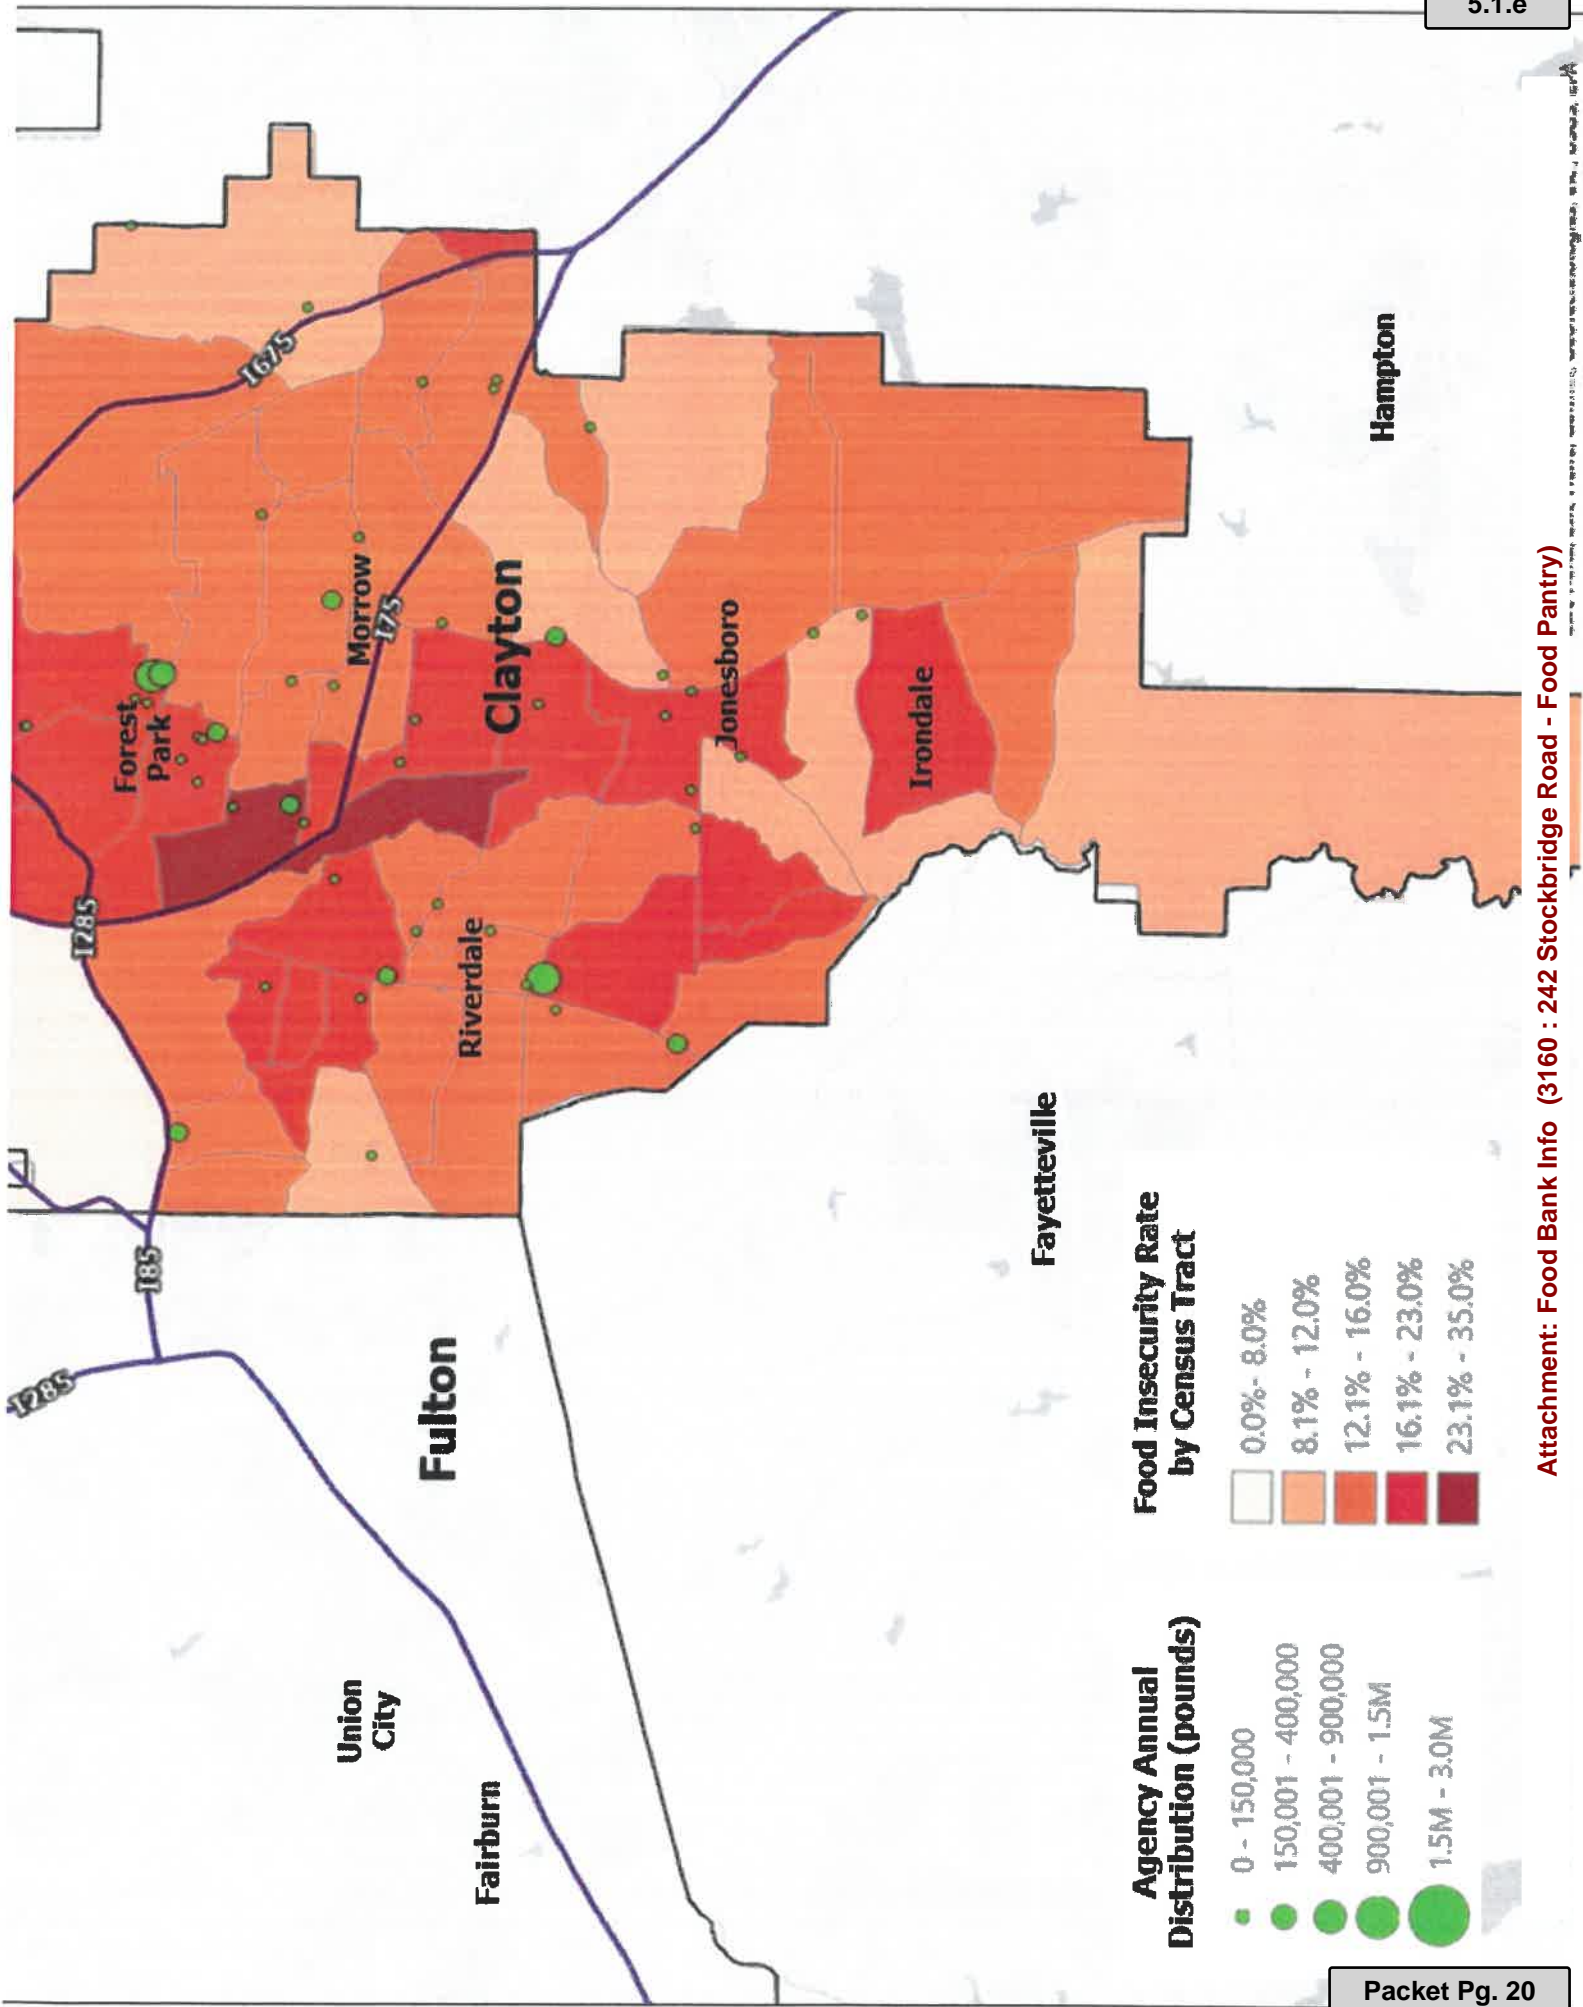 5.1.e
I285
I85
I285
I675
I75
Forest
Park
Morrow
Clayton
Jonesboro
Irondale
Riverdale
Hampton
Fayetteville
Fulton
Union
City
Fairburn
Agency Annual
Distribution (pounds)
0 - 150,000
150,001 - 400,000
400,001 - 900,000
900,001 - 1.5M
1.5M - 3.0M
Food Insecurity Rate
by Census Tract
0.0%- 8.0%
8.1% - 12.0%
12.1% - 16.0%
16.1% - 23.0%
23.1% - 35.0%
Attachment: Food Bank Info (3160 : 242 Stockbridge Road - Food Pantry)
Packet Pg. 20